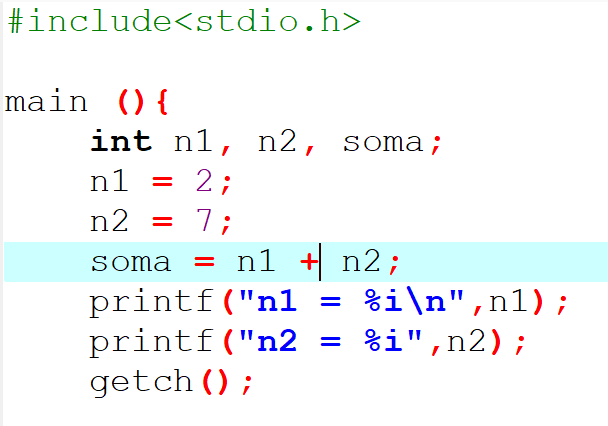 #include<stdio.h>
main (){
int n1, n2, soma;
n1 = 2;
n2 = 7;
soma = n1 + n2;
printf("n1 = %i\n",n1);
printf("n2 = %i",n2);
getch();